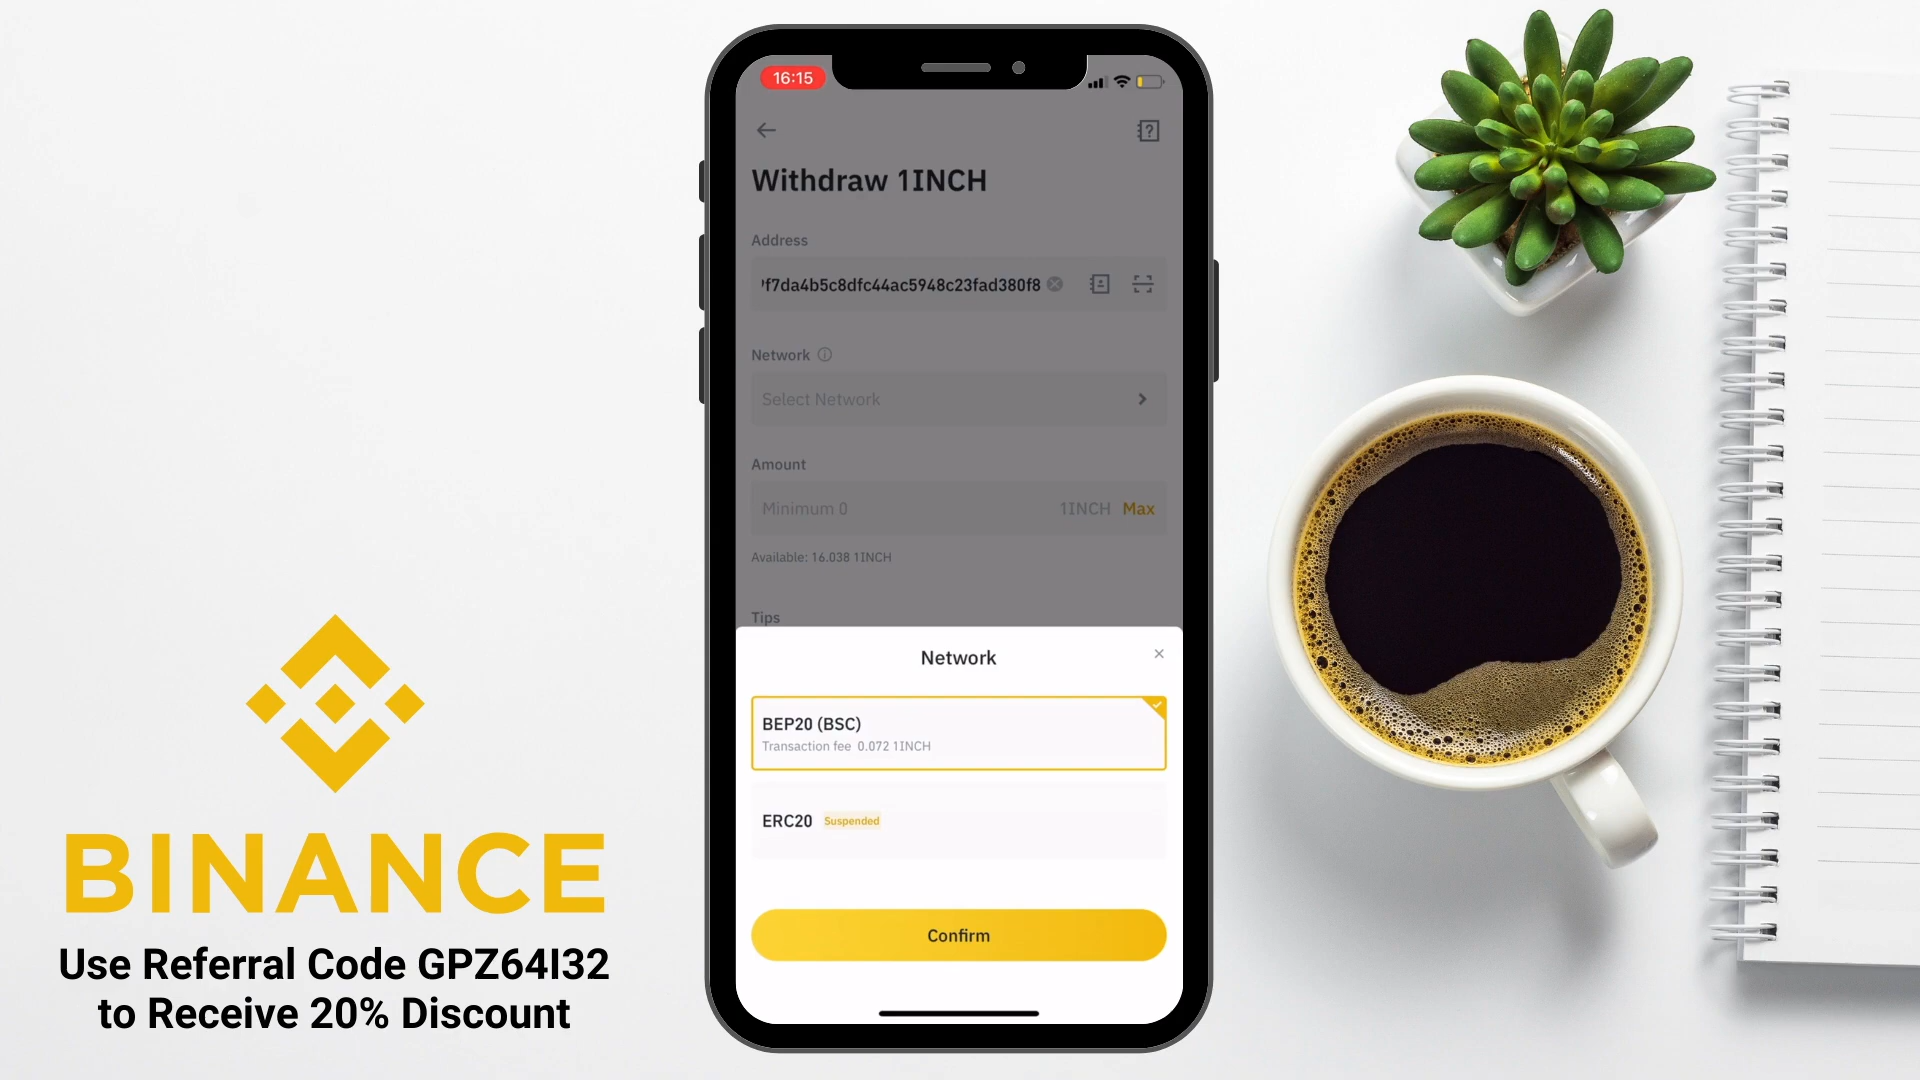 16:15
Withdraw 1INCH
Address
f7da4b5c8dfc44ac5948c23fad380f8
Network
Select Network
Amount
Minimum 0 1INCH Max
Available: 16.038 1INCH
Tips
Network
BEP20 (BSC)
Transaction fee 0.072 1INCH
ERC20 Suspended
Confirm
BINANCE
Use Referral Code GPZ64I32
to Receive 20% Discount